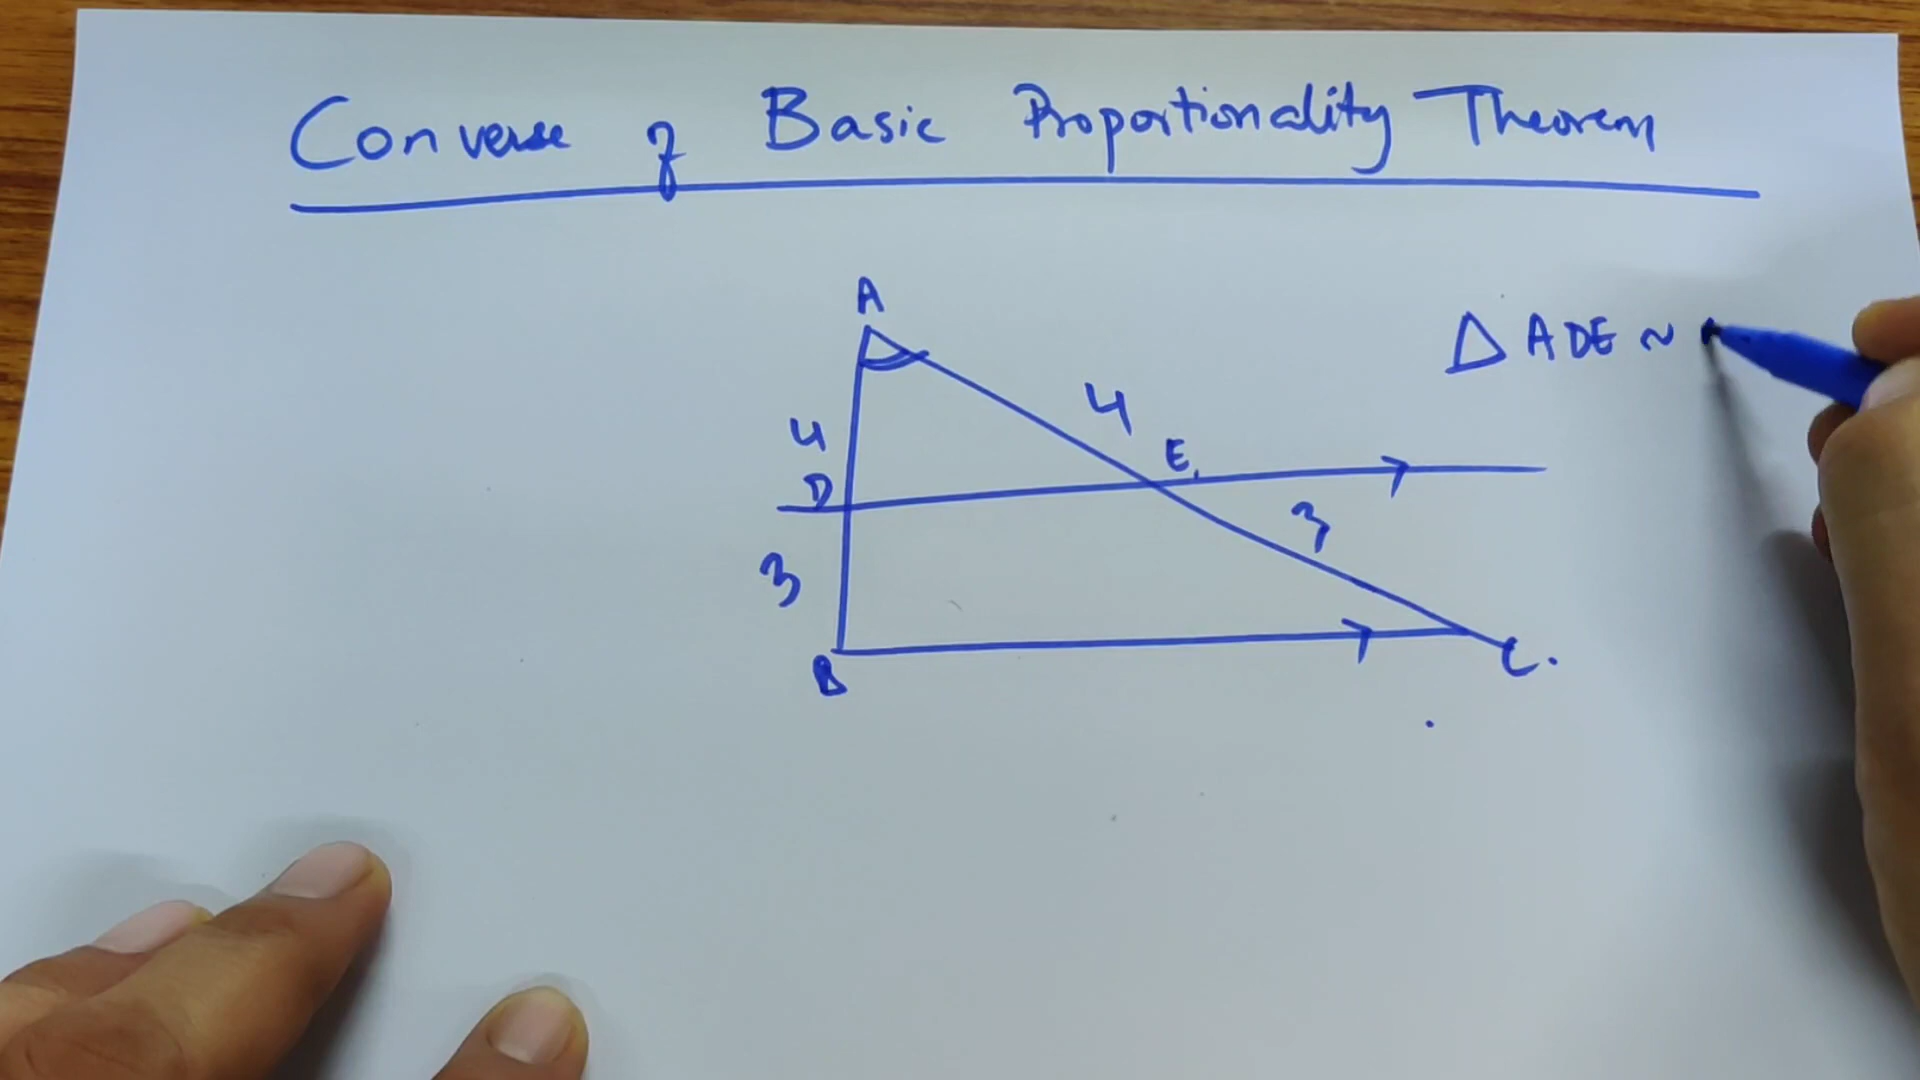 Converse of Basic Proportionality Theorem
A
△ ADE ~
4
4
E
D
3
3
B
C